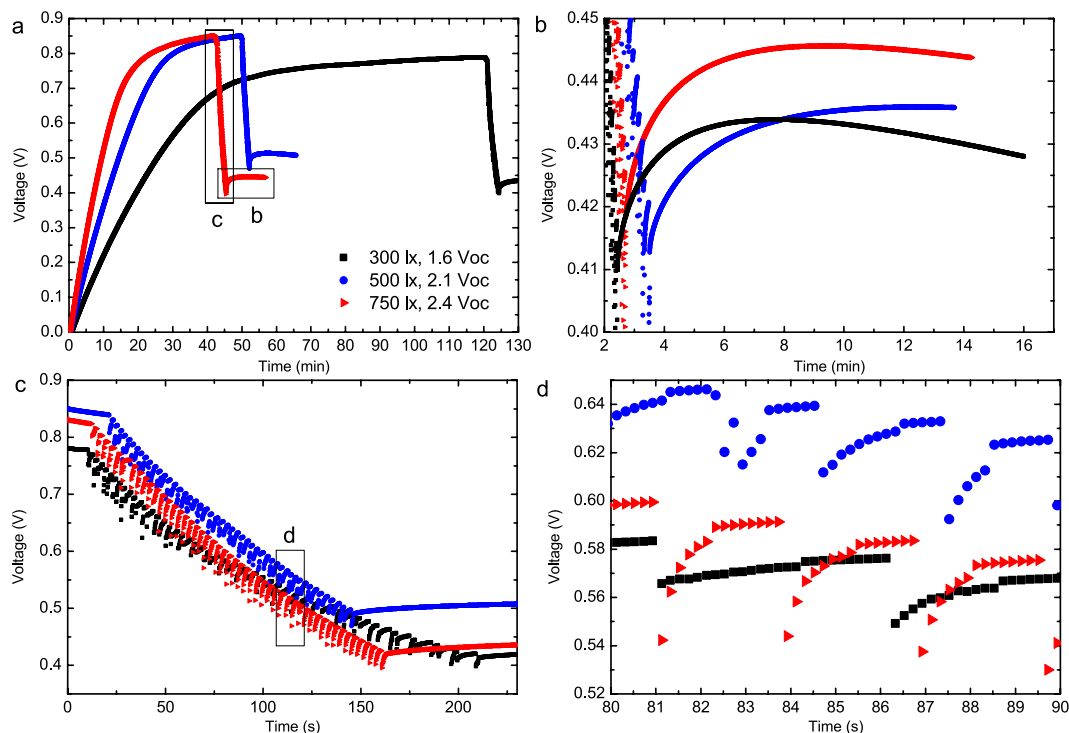 a
0.9
0.8
0.7
0.6
0.5
0.4
0.3
0.2
0.1
0.0
Voltage (V)
0 10 20 30 40 50 60 70 80 90 100 110 120 130
Time (min)
c b
300 lx, 1.6 Voc
500 lx, 2.1 Voc
750 lx, 2.4 Voc
b
0.45
0.44
0.43
0.42
0.41
0.40
Voltage (V)
2 4 6 8 10 12 14 16
Time (min)
c
0.9
0.8
0.7
0.6
0.5
0.4
Voltage (V)
d
0 50 100 150 200
Time (s)
d
0.64
0.62
0.60
0.58
0.56
0.54
0.52
Voltage (V)
80 81 82 83 84 85 86 87 88 89 90
Time (s)